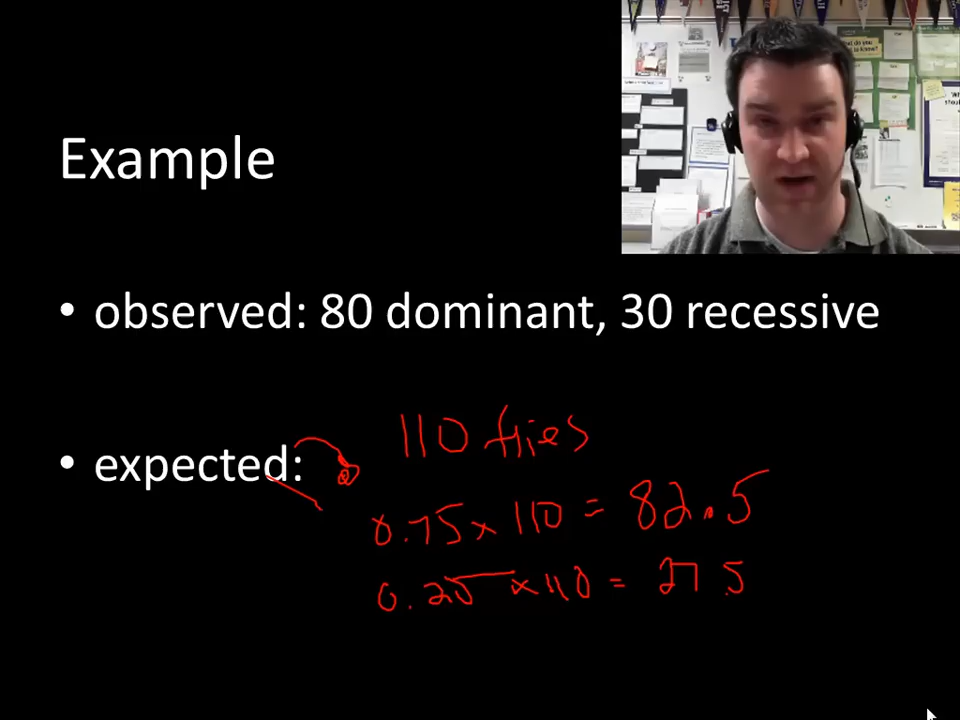 Example
• observed: 80 dominant, 30 recessive
• expected:
110 flies
0.75 x 110 = 82.5
0.25 x 110 = 27.5